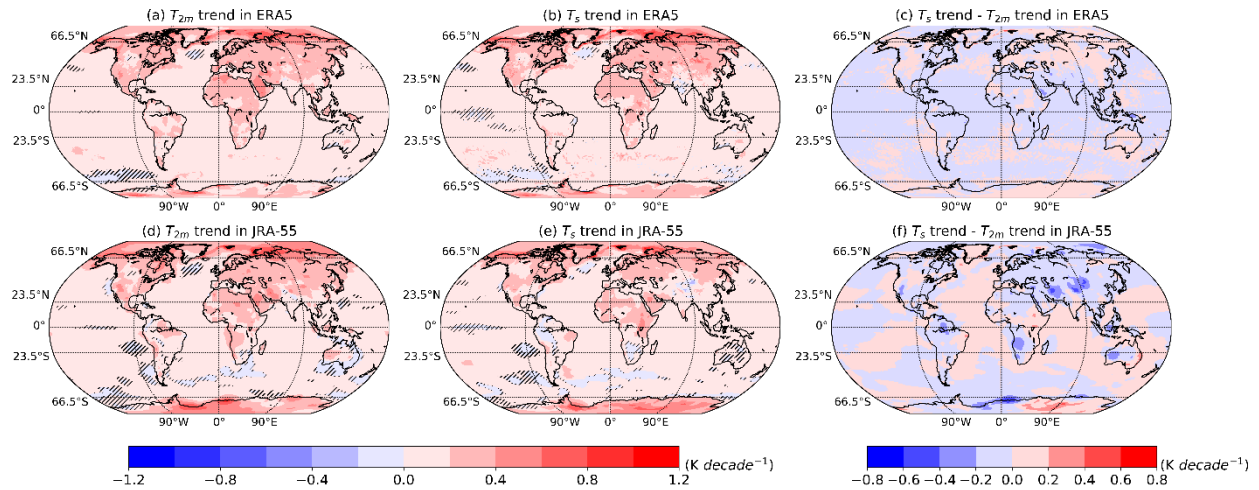 (a) T2m trend in ERA5
(b) Ts trend in ERA5
(c) Ts trend - T2m trend in ERA5
66.5°N
23.5°N
0°
23.5°S
66.5°S
90°W 0° 90°E
66.5°N
23.5°N
0°
23.5°S
66.5°S
90°W 0° 90°E
66.5°N
23.5°N
0°
23.5°S
66.5°S
90°W 0° 90°E
(d) T2m trend in JRA-55
(e) Ts trend in JRA-55
(f) Ts trend - T2m trend in JRA-55
66.5°N
23.5°N
0°
23.5°S
66.5°S
90°W 0° 90°E
66.5°N
23.5°N
0°
23.5°S
66.5°S
90°W 0° 90°E
66.5°N
23.5°N
0°
23.5°S
66.5°S
90°W 0° 90°E
(K decade⁻¹)
−1.2 −0.8 −0.4 0.0 0.4 0.8 1.2
(K decade⁻¹)
−0.8 −0.6 −0.4 −0.2 0.0 0.2 0.4 0.6 0.8